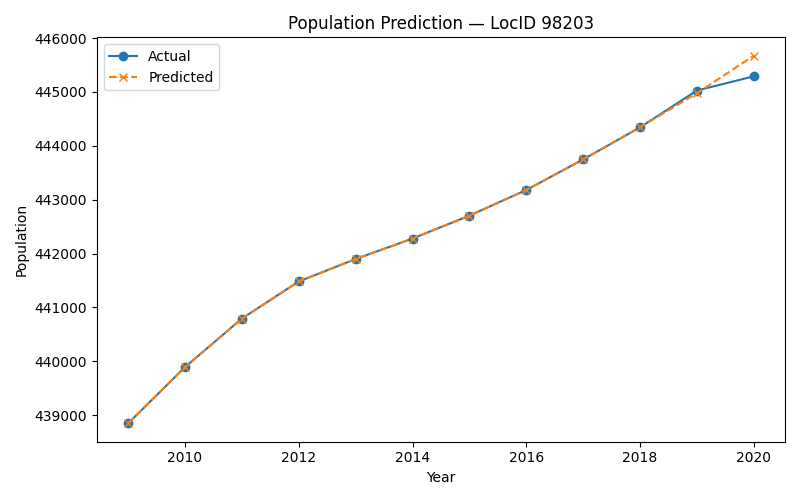 Population Prediction — LocID 98203
Actual
Predicted
446000
445000
444000
443000
442000
441000
440000
439000
Population
2010 2012 2014 2016 2018 2020
Year